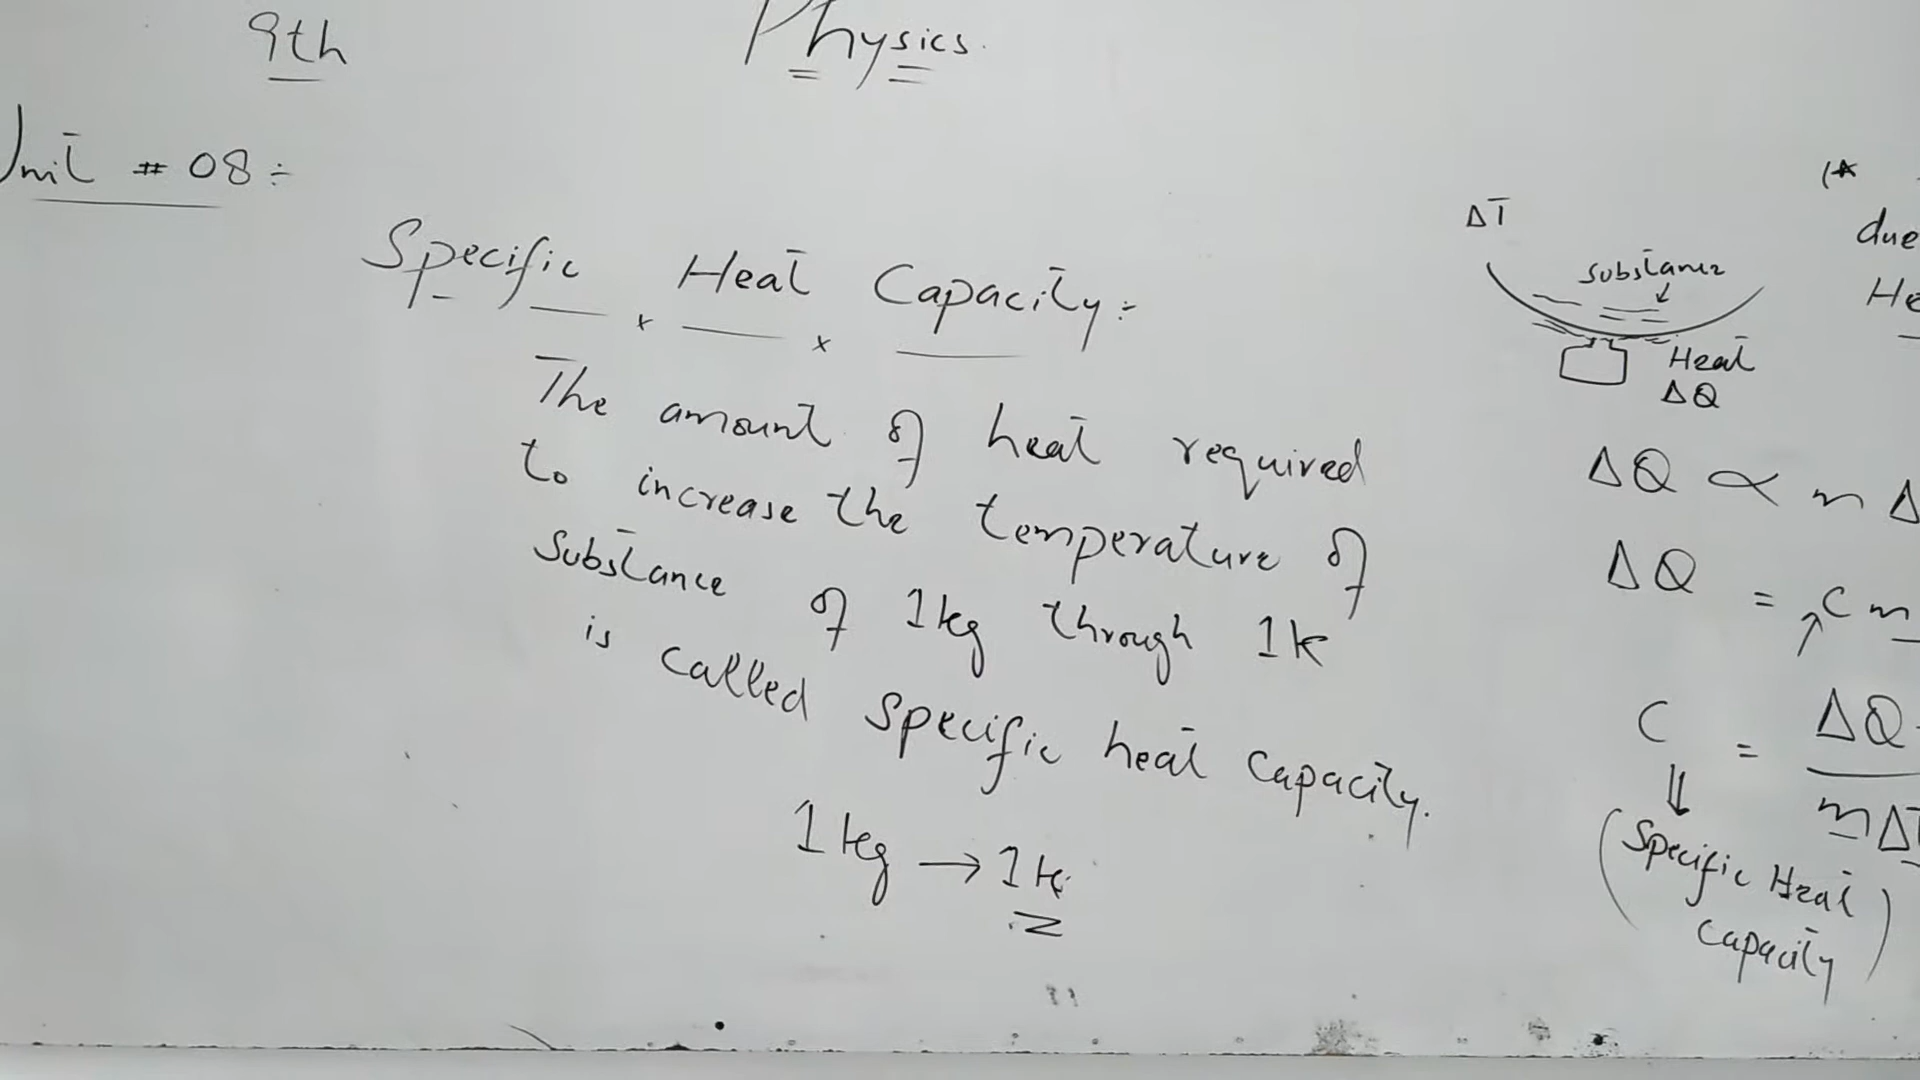 9th Physics.
Unit # 08:
Specific Heat Capacity:
The amount of heat required
to increase the temperature of
substance of 1kg through 1k
is called specific heat capacity.
1kg → 1k
ΔT
substance
Heat
ΔQ
due
He
ΔQ ∝ m Δ
ΔQ = c m
C = ΔQ
mΔT
(Specific Heat
capacity)